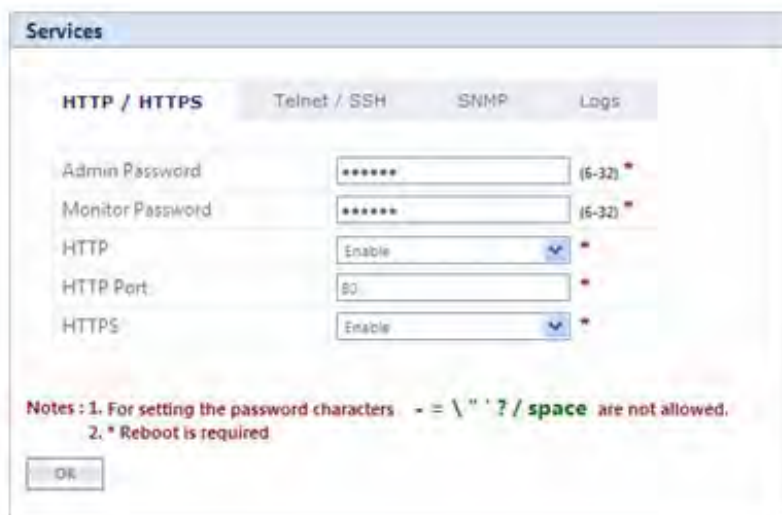 Services
HTTP / HTTPS Telnet / SSH SNMP Logs
Admin Password •••••• (6-32) *
Monitor Password •••••• (6-32) *
HTTP Enable *
HTTP Port 80 *
HTTPS Enable *
Notes : 1. For setting the password characters - = \ " ' ? / space are not allowed.
2. * Reboot is required
OK